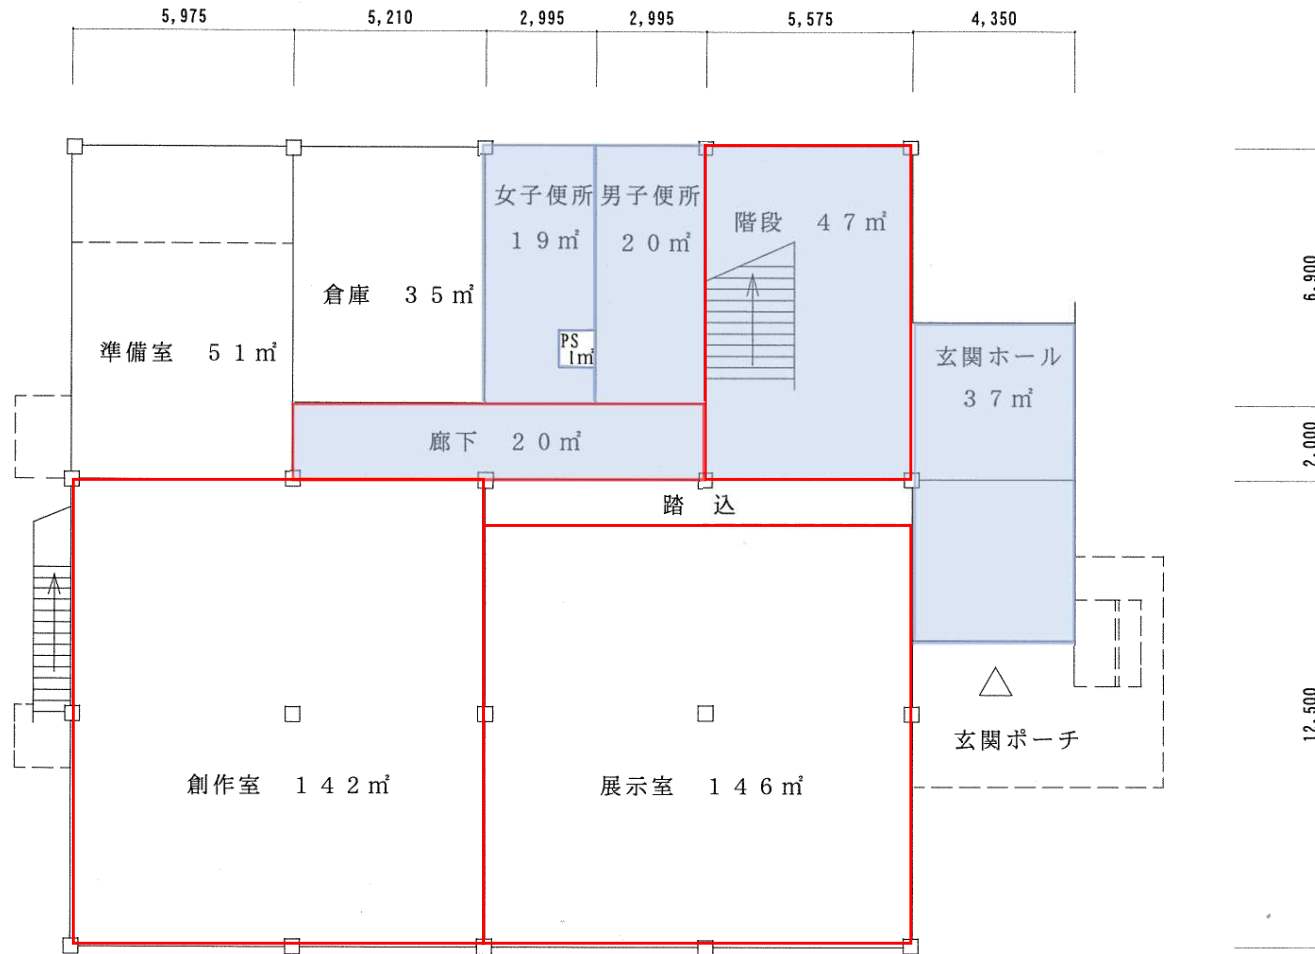 5,975 5,210 2,995 2,995 5,575 4,350
女子便所 男子便所
19㎡ 20㎡
階段 47㎡
倉庫 35㎡
PS
1㎡
準備室 51㎡
玄関ホール
37㎡
廊下 20㎡
踏込
創作室 142㎡
展示室 146㎡
玄関ポーチ
6,900
2,000
12,500